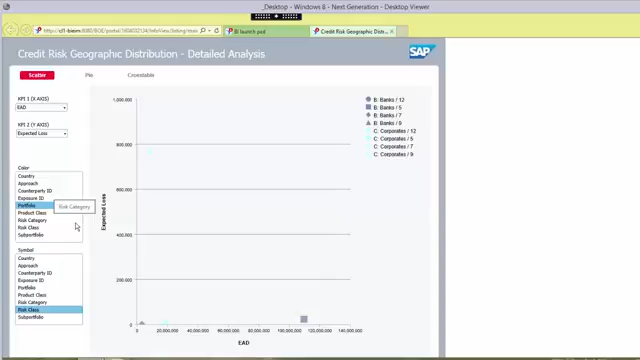 _Desktop - Windows 8 - Next Generation - Desktop Viewer
BI launch pad
Credit Risk Geographic Distr...
Credit Risk Geographic Distribution - Detailed Analysis
SAP
Scatter
Pie
Crosstable
KPI 1 (X AXIS)
EAD
KPI 2 (Y AXIS)
Expected Loss
Color
Country
Approach
Counterparty ID
Exposure ID
Portfolio
Product Class
Risk Category
Risk Class
Subportfolio
Risk Category
Symbol
Country
Approach
Counterparty ID
Exposure ID
Portfolio
Product Class
Risk Category
Risk Class
Subportfolio
Expected Loss
1,000,000
800,000
600,000
400,000
200,000
0
0
20,000,000
40,000,000
60,000,000
80,000,000
100,000,000
120,000,000
140,000,000
EAD
B: Banks / 12
B: Banks / 5
B: Banks / 7
B: Banks / 9
C: Corporates / 12
C: Corporates / 5
C: Corporates / 7
C: Corporates / 9